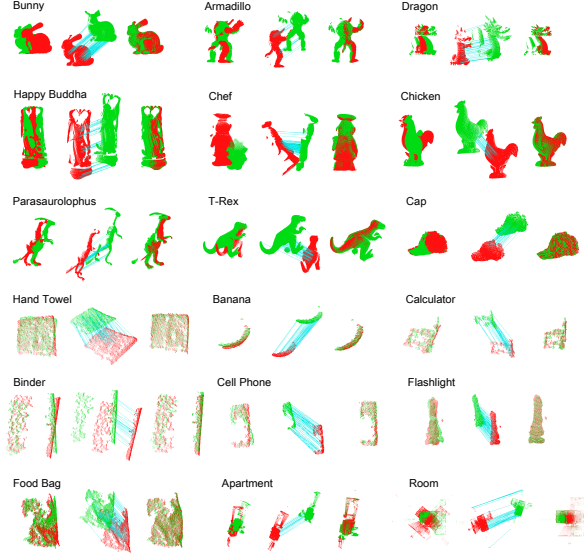 Bunny
Armadillo
Dragon
Happy Buddha
Chef
Chicken
Parasaurolophus
T-Rex
Cap
Hand Towel
Banana
Calculator
Binder
Cell Phone
Flashlight
Food Bag
Apartment
Room